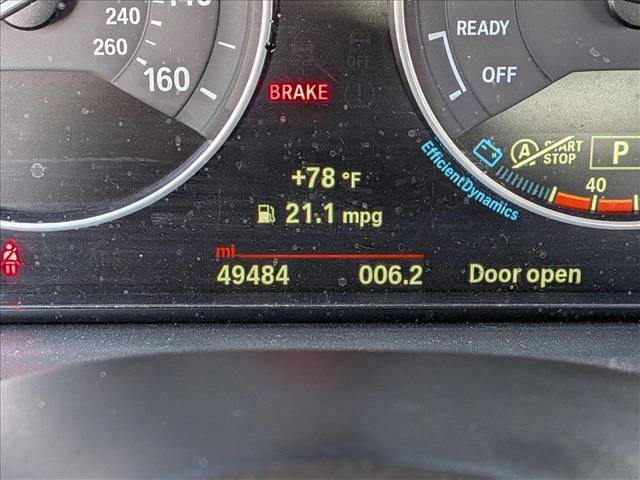 240
260
160
OFF
BRAKE
READY
OFF
+78 °F
21.1 mpg
EfficientDynamics
A START
STOP
P
40
mi
49484 006.2 Door open